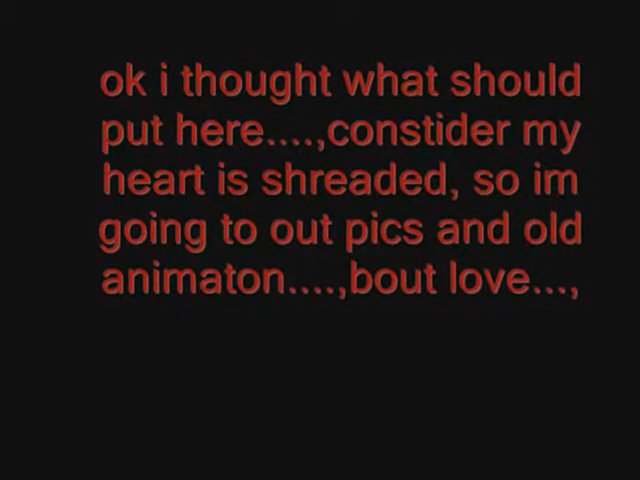 ok i thought what should
put here....,constider my
heart is shreaded, so im
going to out pics and old
animaton....,bout love...,